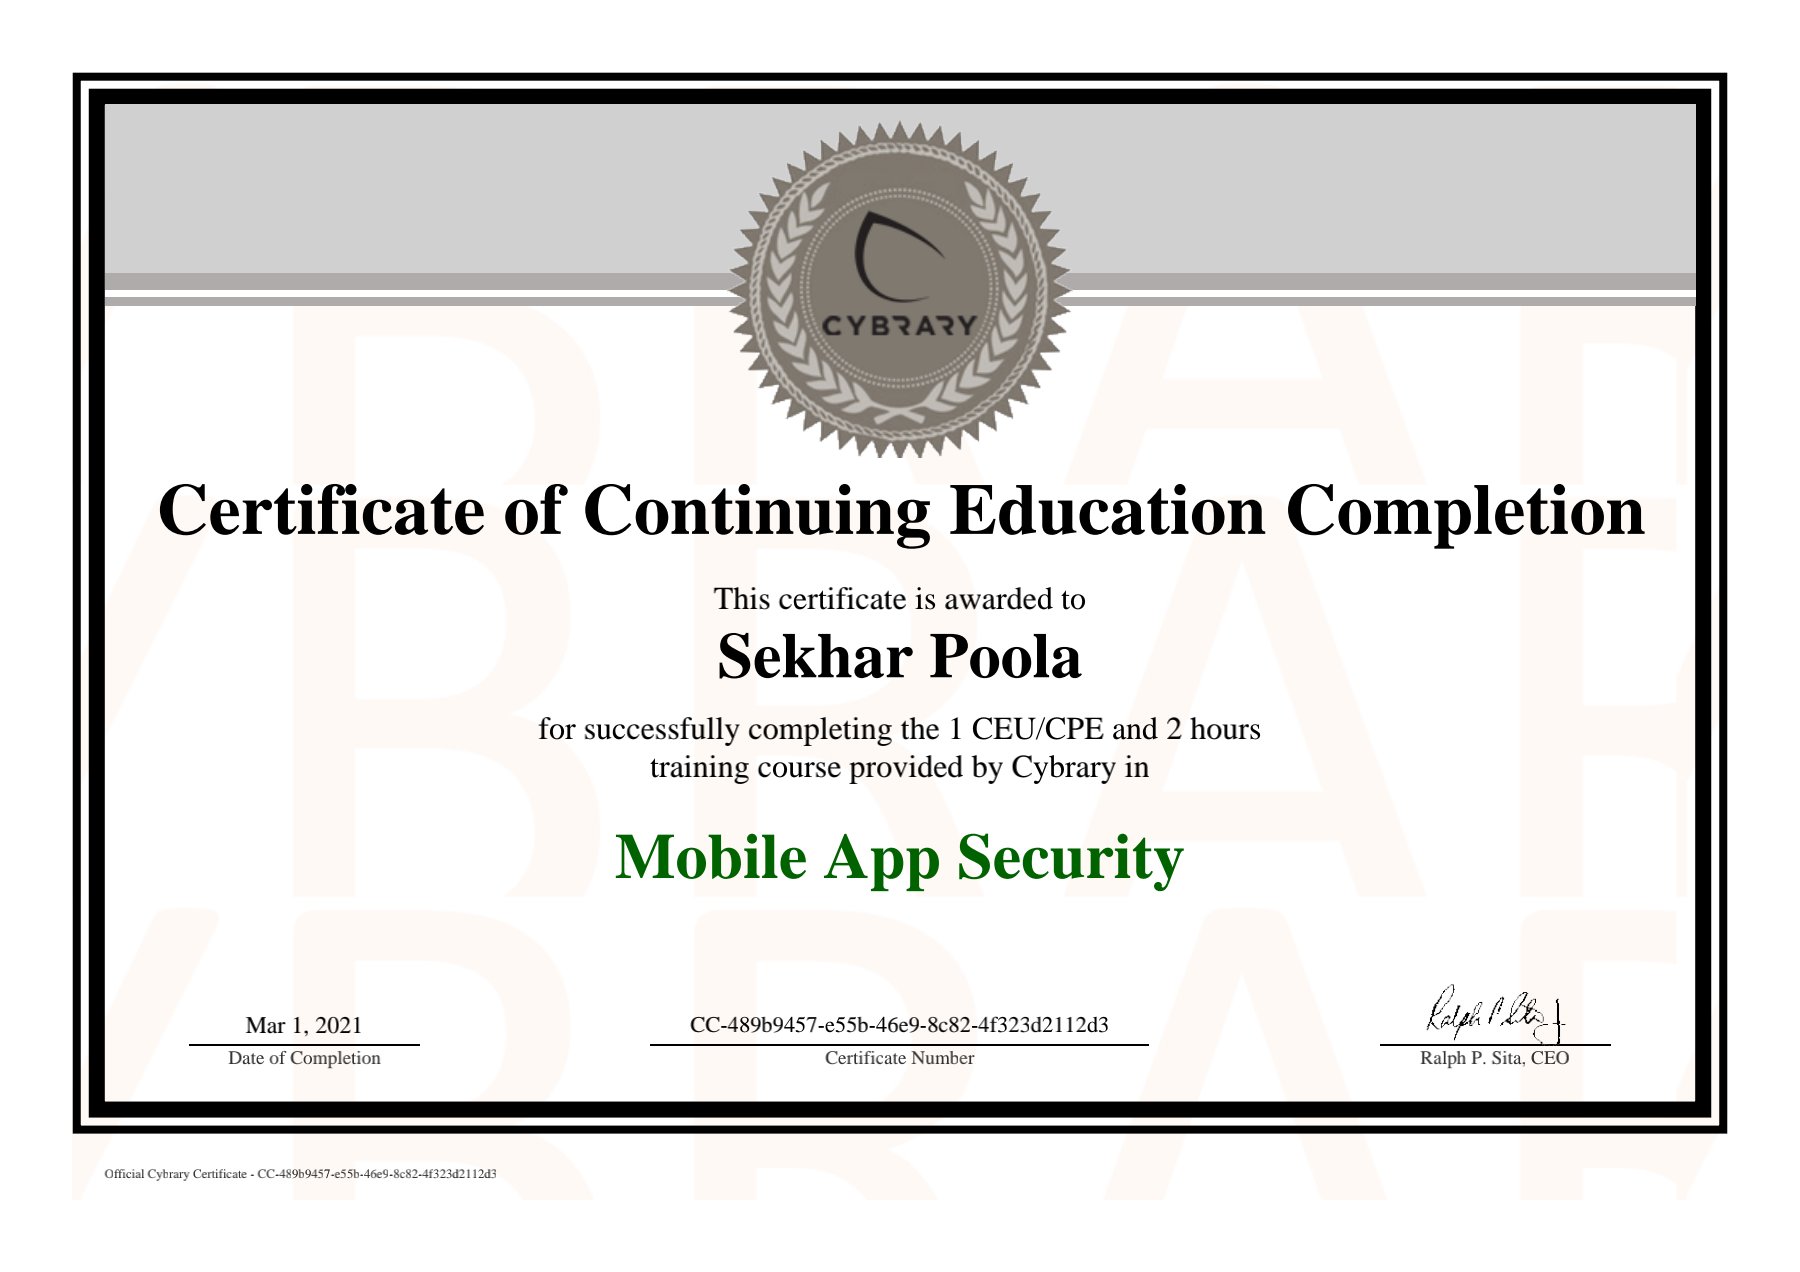 CYBRARY
Certificate of Continuing Education Completion
This certificate is awarded to
Sekhar Poola
for successfully completing the 1 CEU/CPE and 2 hours
training course provided by Cybrary in
Mobile App Security
Mar 1, 2021
Date of Completion
CC-489b9457-e55b-46e9-8c82-4f323d2112d3
Certificate Number
Ralph P. Sita
Ralph P. Sita, CEO
Official Cybrary Certificate - CC-489b9457-e55b-46e9-8c82-4f323d2112d3